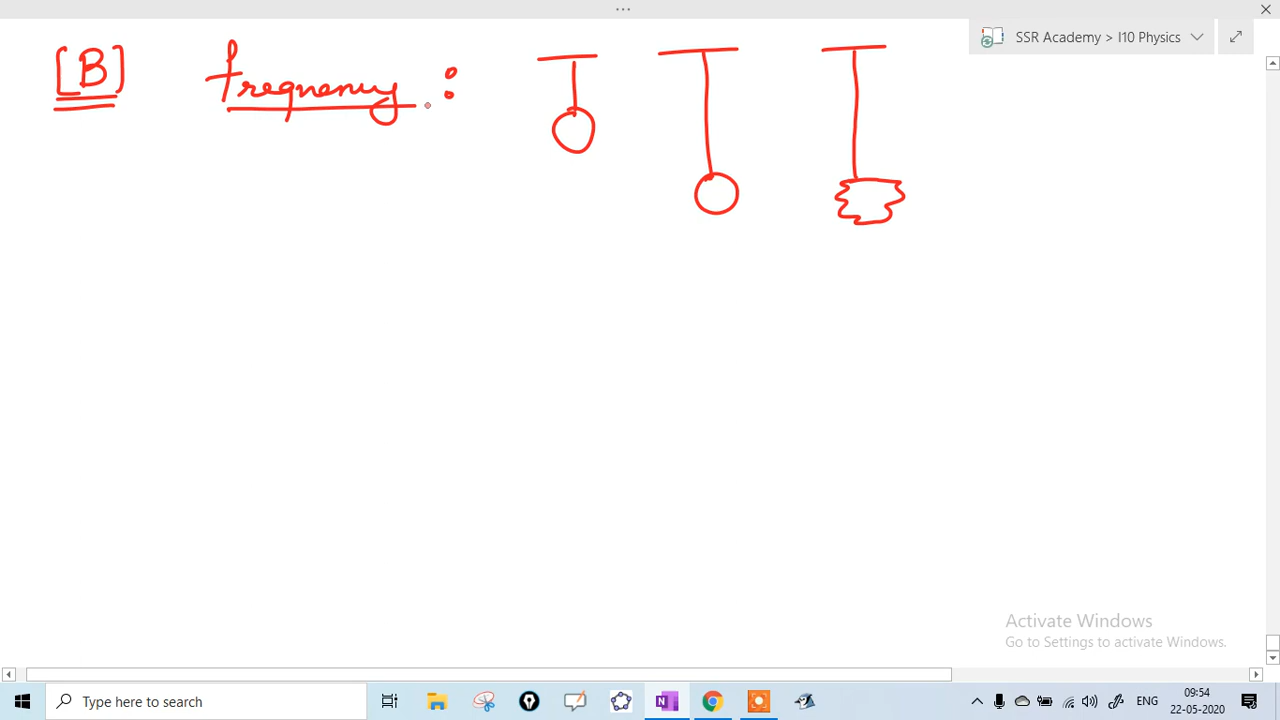 SSR Academy > I10 Physics
[B] frequency :
Activate Windows
Go to Settings to activate Windows.
Type here to search
ENG
09:54
22-05-2020